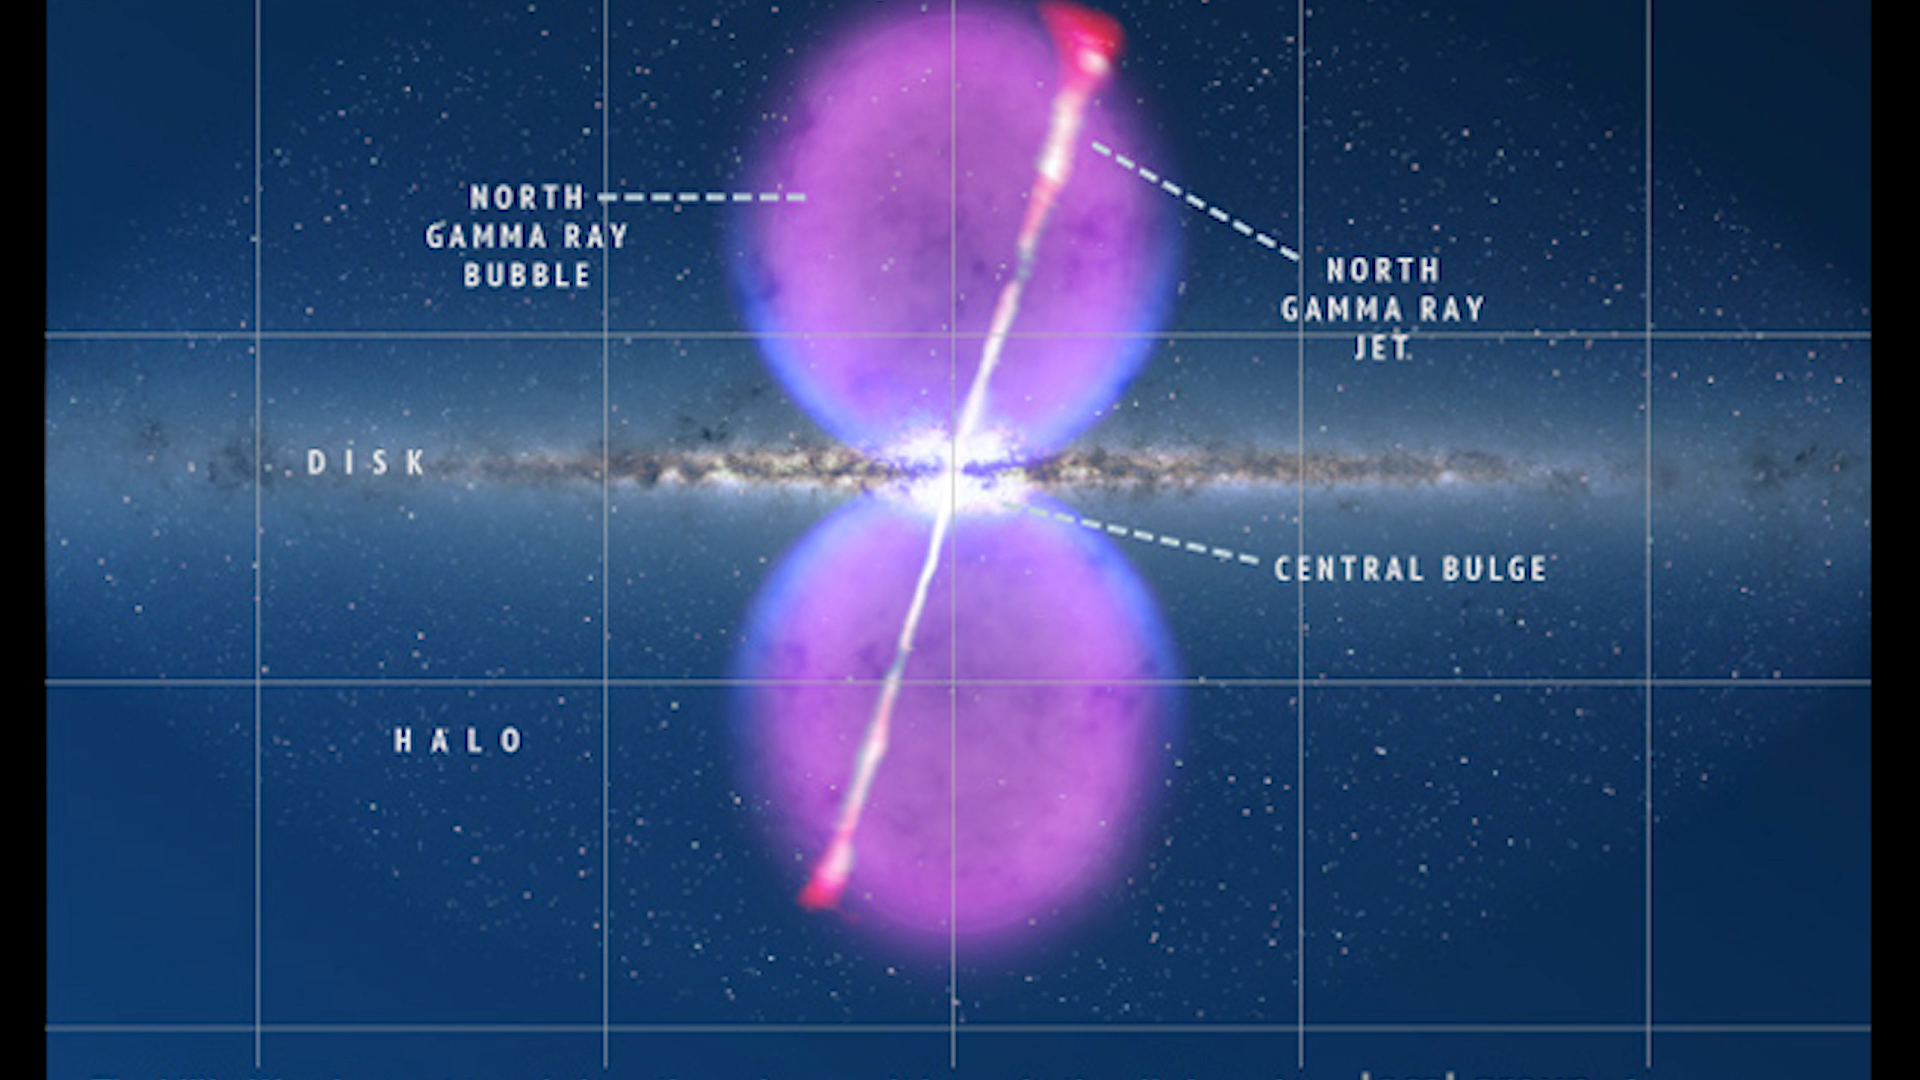 NORTH
GAMMA RAY
BUBBLE
NORTH
GAMMA RAY
JET
DISK
CENTRAL BULGE
HALO